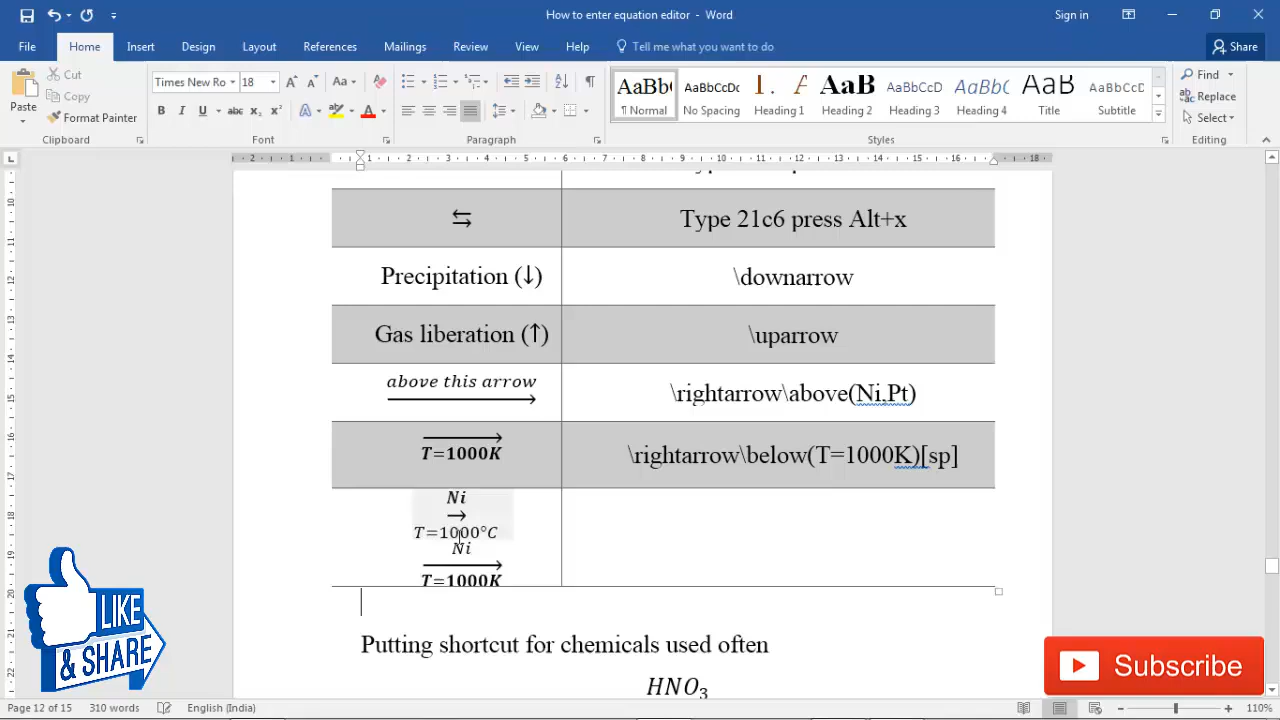 How to enter equation editor - Word
Sign in
File Home Insert Design Layout References Mailings Review View Help Tell me what you want to do Share
Paste
Cut
Copy
Format Painter
Clipboard
Times New Ro 18
Font
Paragraph
AaBb( AaBbCcDc 1. A AaB AaBbCcD AaBbC( AaB AaBbCcD
¶ Normal No Spacing Heading 1 Heading 2 Heading 3 Heading 4 Title Subtitle
Styles
Find
Replace
Select
Editing
⇆ Type 21c6 press Alt+x
Precipitation (↓) \downarrow
Gas liberation (↑) \uparrow
above this arrow
→ \rightarrow\above(Ni,Pt)
→
T=1000K \rightarrow\below(T=1000K)[sp]
Ni
→
T=1000°C
Ni
→
T=1000K
Putting shortcut for chemicals used often
HNO₃
LIKE
& SHARE
Subscribe
Page 12 of 15 310 words English (India) 110%